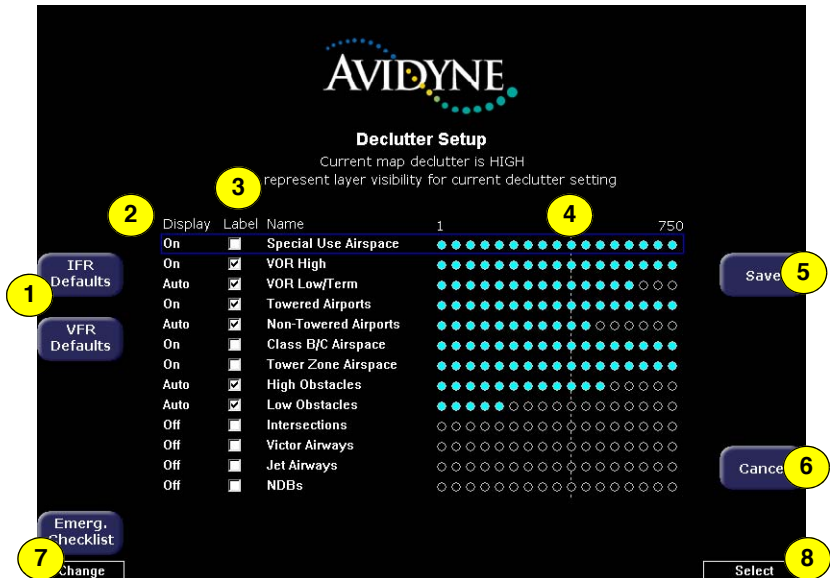 AVIDYNE
Declutter Setup
Current map declutter is HIGH
represent layer visibility for current declutter setting
3
2
4
Display Label Name 1 750
On Special Use Airspace
On VOR High
Auto VOR Low/Term
On Towered Airports
Auto Non-Towered Airports
On Class B/C Airspace
On Tower Zone Airspace
Auto High Obstacles
Auto Low Obstacles
Off Intersections
Off Victor Airways
Off Jet Airways
Off NDBs
IFR
Defaults
1
VFR
Defaults
Save
5
Cance
6
Emerg.
hecklist
7
Change
8
Select